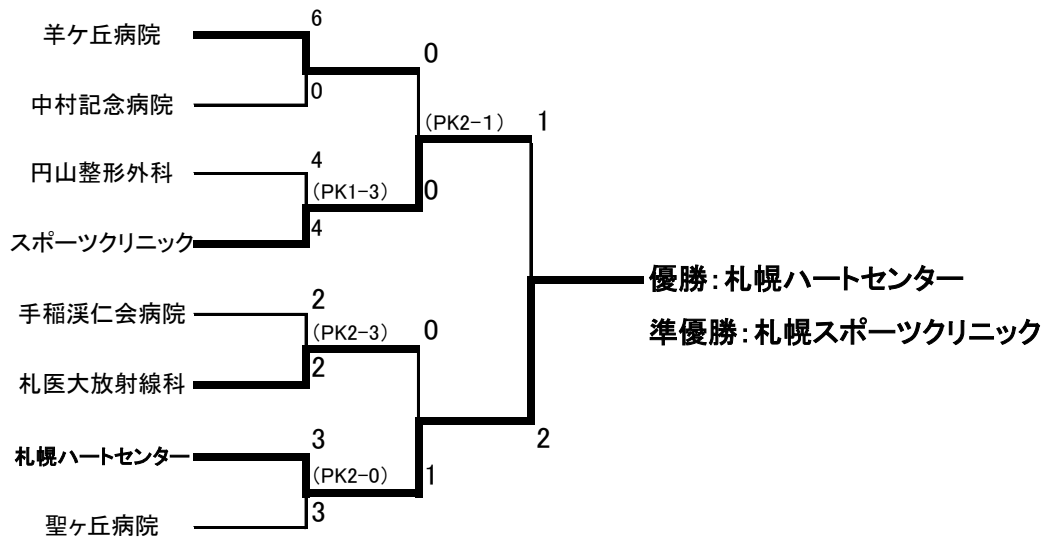 羊ケ丘病院
6
0
0
中村記念病院
(PK2-1)
1
円山整形外科
4
(PK1-3)
0
スポーツクリニック
4
優勝：札幌ハートセンター
手稲渓仁会病院
2
(PK2-3)
0
準優勝：札幌スポーツクリニック
札医大放射線科
2
札幌ハートセンター
3
2
(PK2-0)
1
聖ヶ丘病院
3